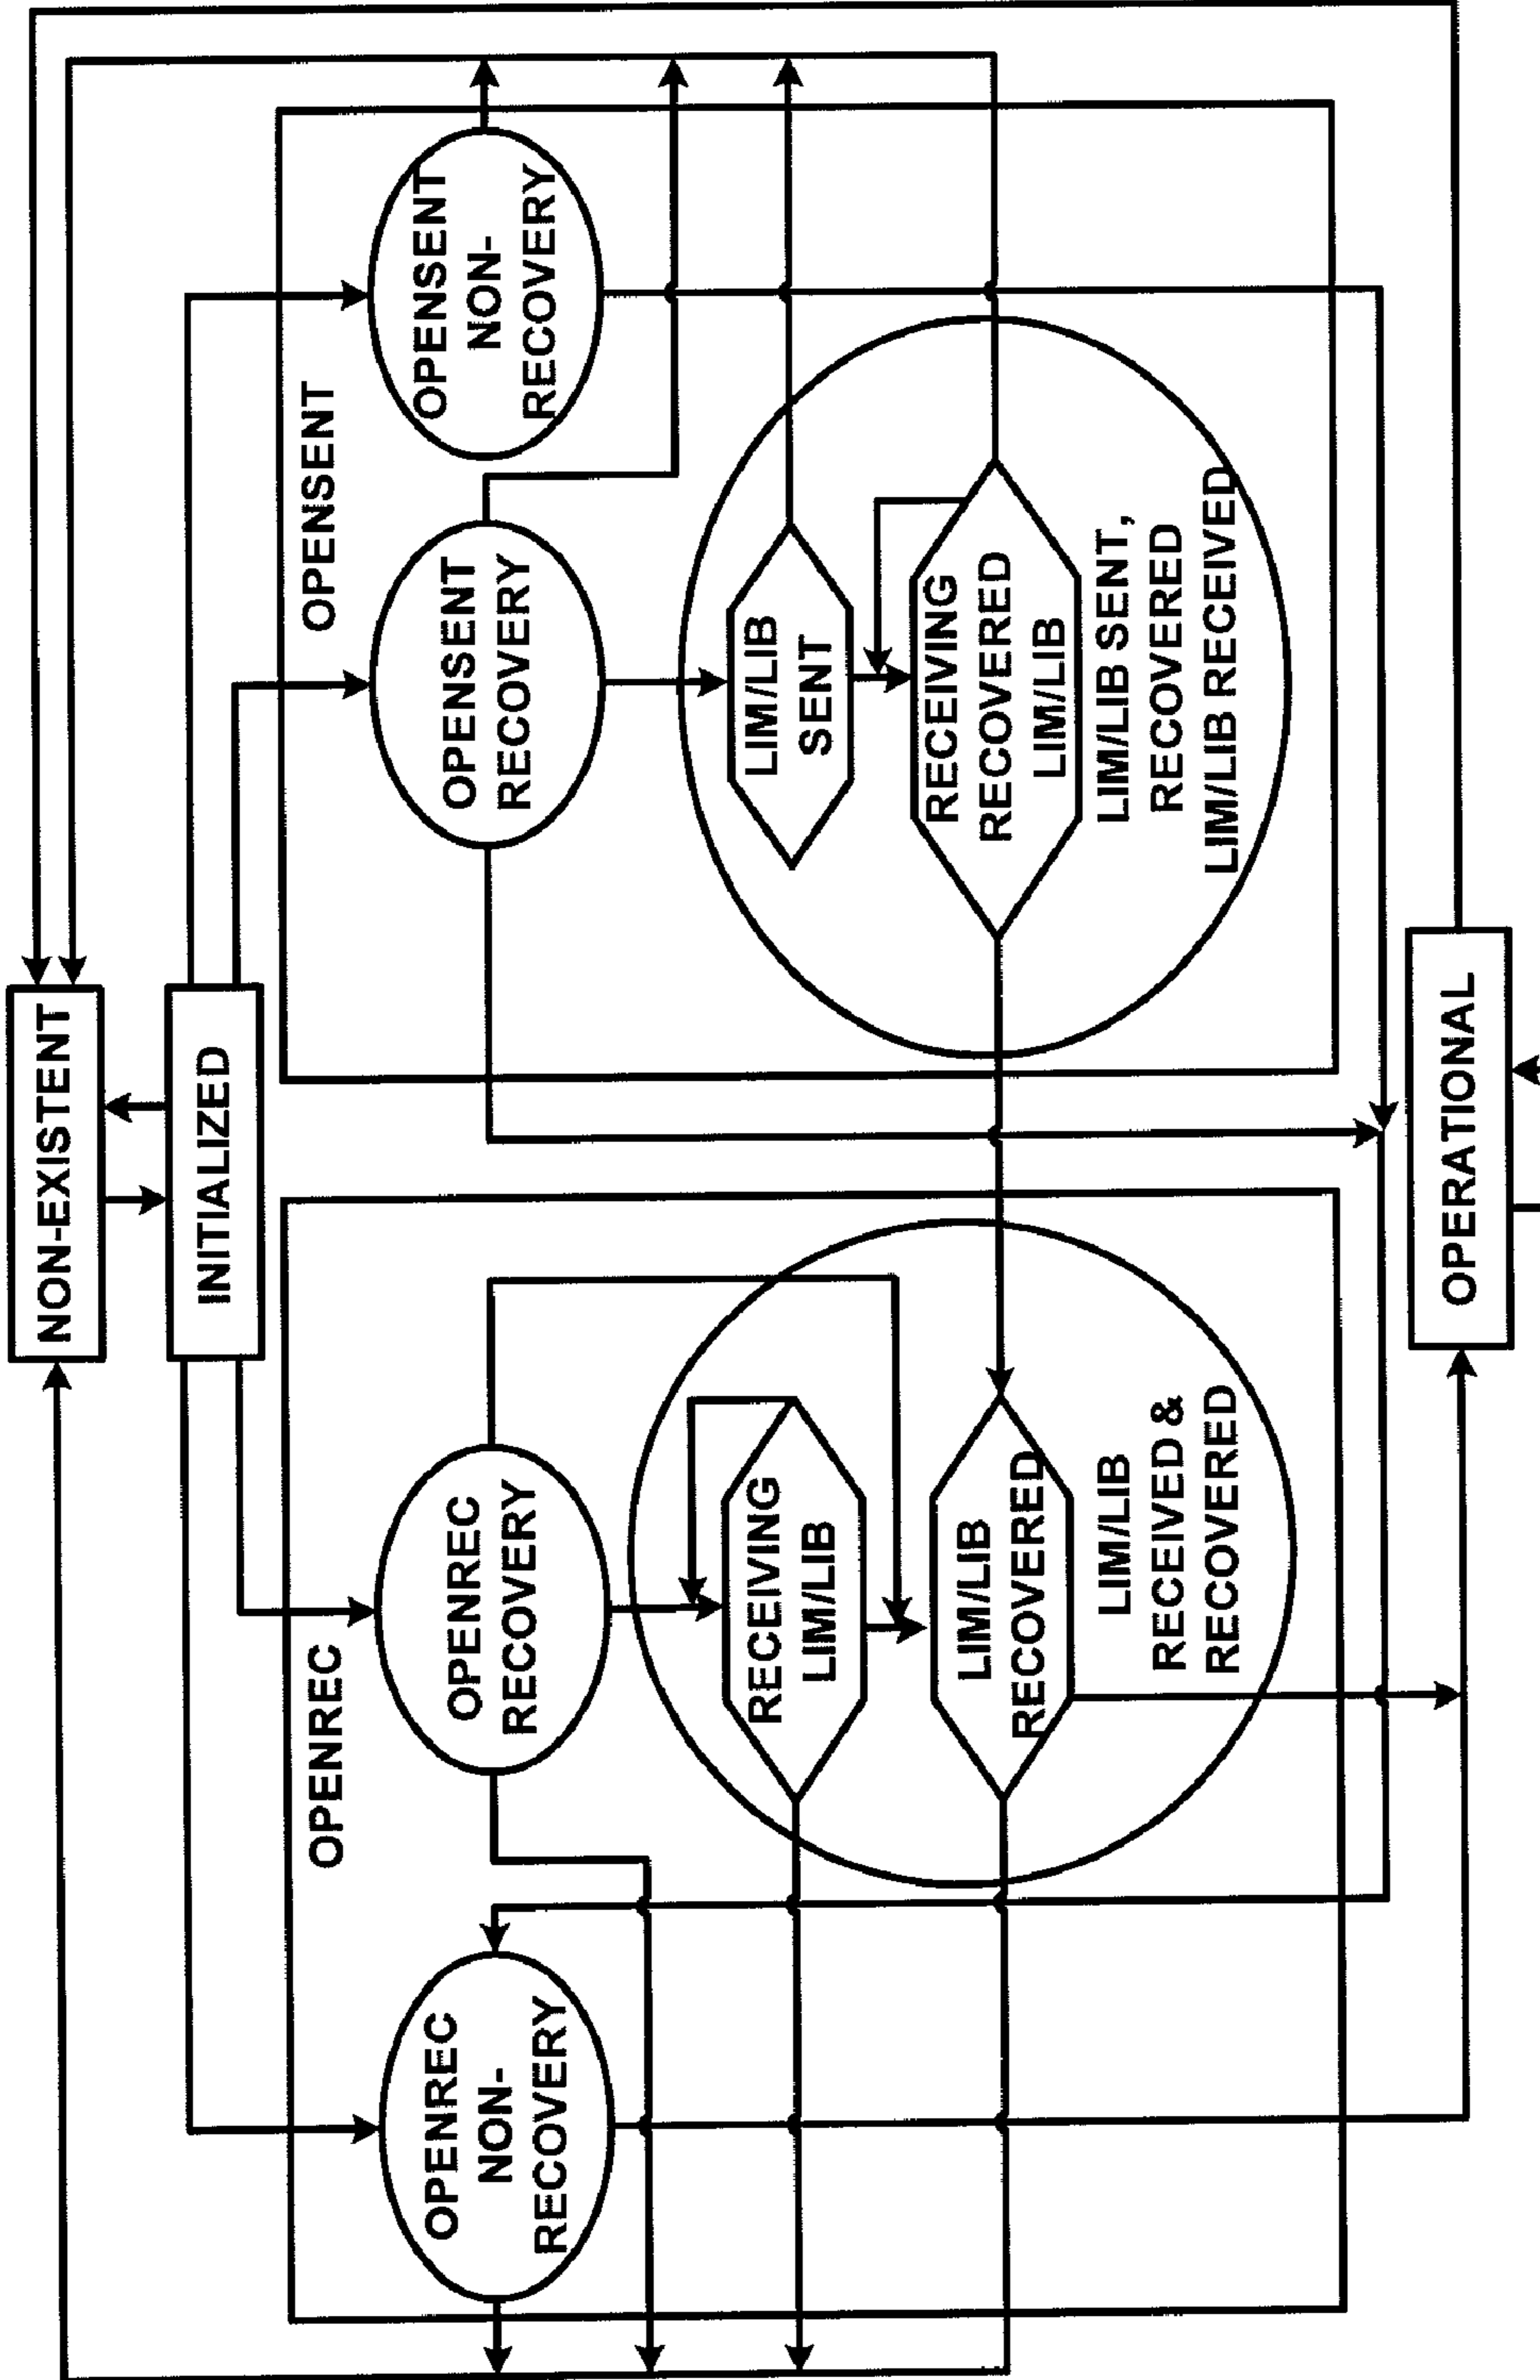 NON-EXISTENT
INITIALIZED
OPENREC
OPENREC
NON-
RECOVERY
OPENREC
RECOVERY
RECEIVING
LIM/LIB
LIM/LIB
RECOVERED
LIM/LIB
RECEIVED &
RECOVERED
OPENSENT
OPENSENT
RECOVERY
OPENSENT
NON-
RECOVERY
LIM/LIB
SENT
RECEIVING
RECOVERED
LIM/LIB
LIM/LIB SENT,
RECOVERED
LIM/LIB RECEIVED
OPERATIONAL